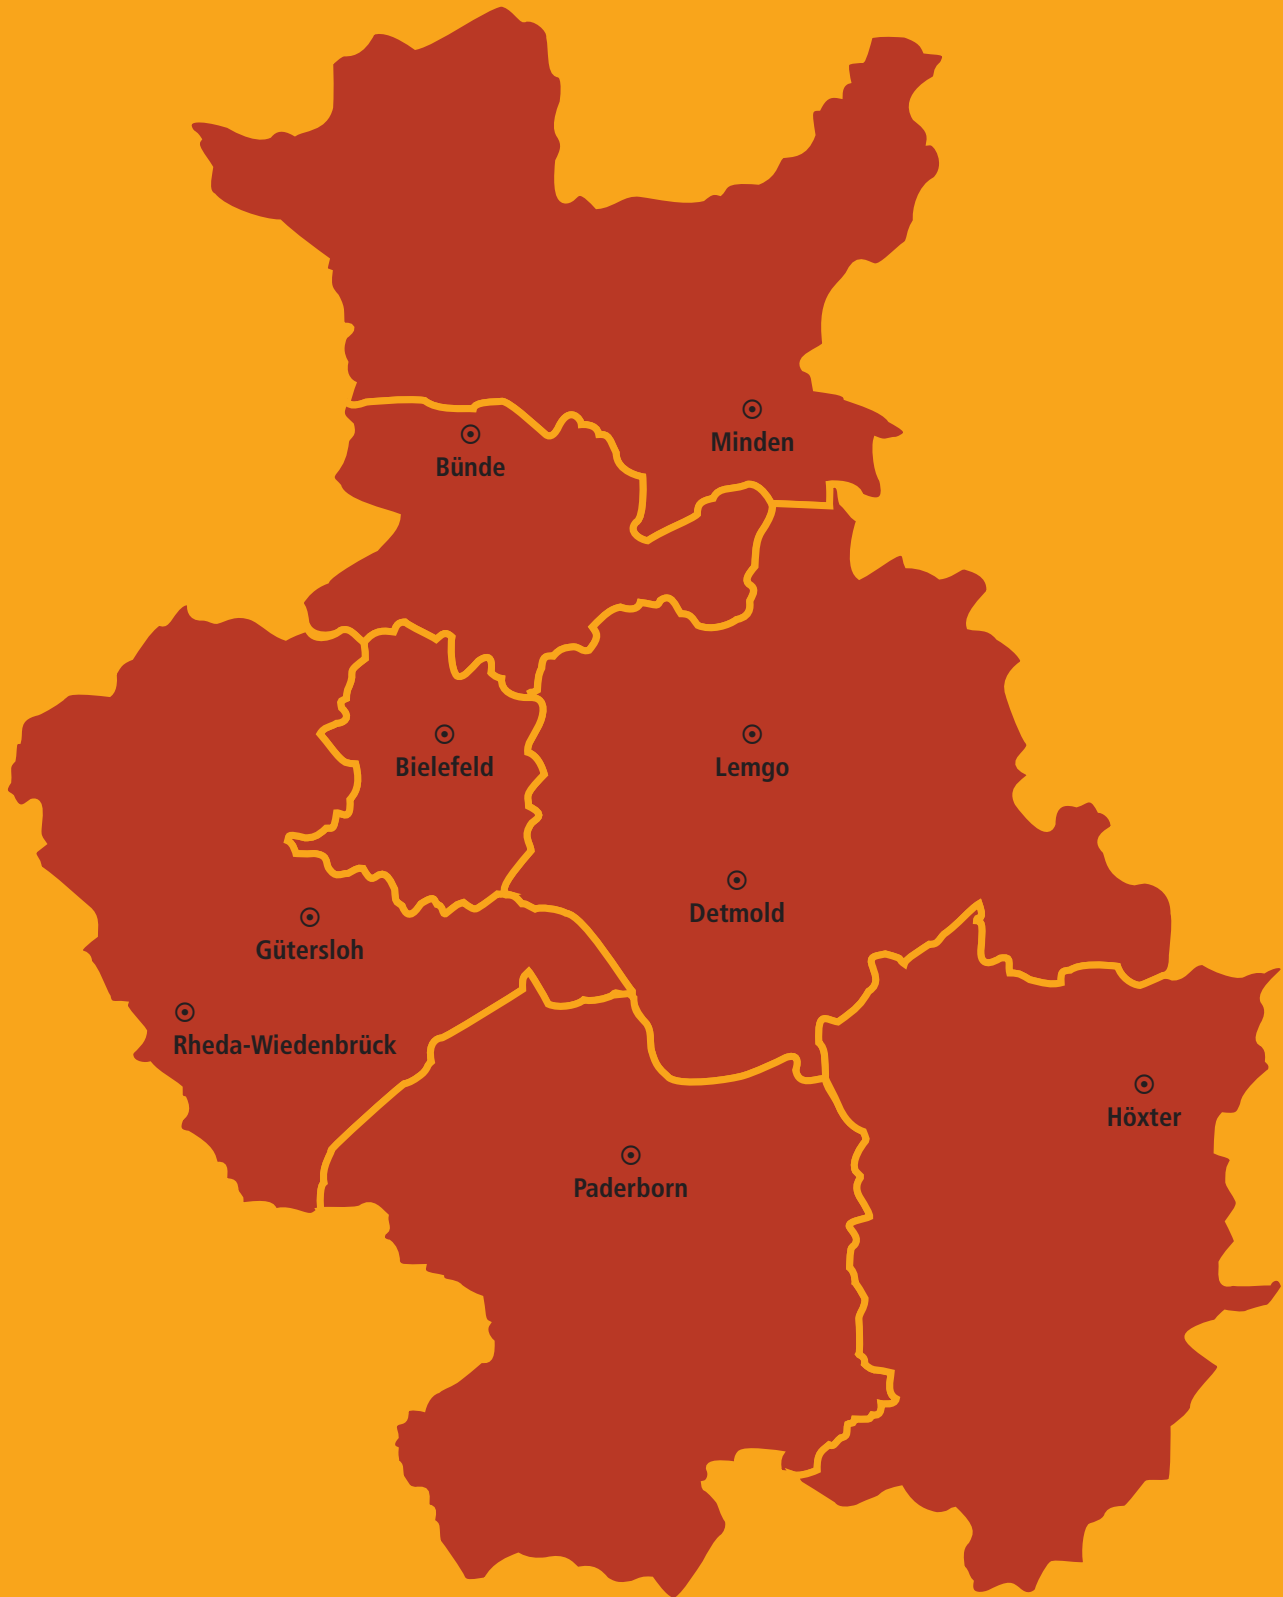 Minden
Bünde
Bielefeld
Lemgo
Detmold
Gütersloh
Rheda-Wiedenbrück
Höxter
Paderborn